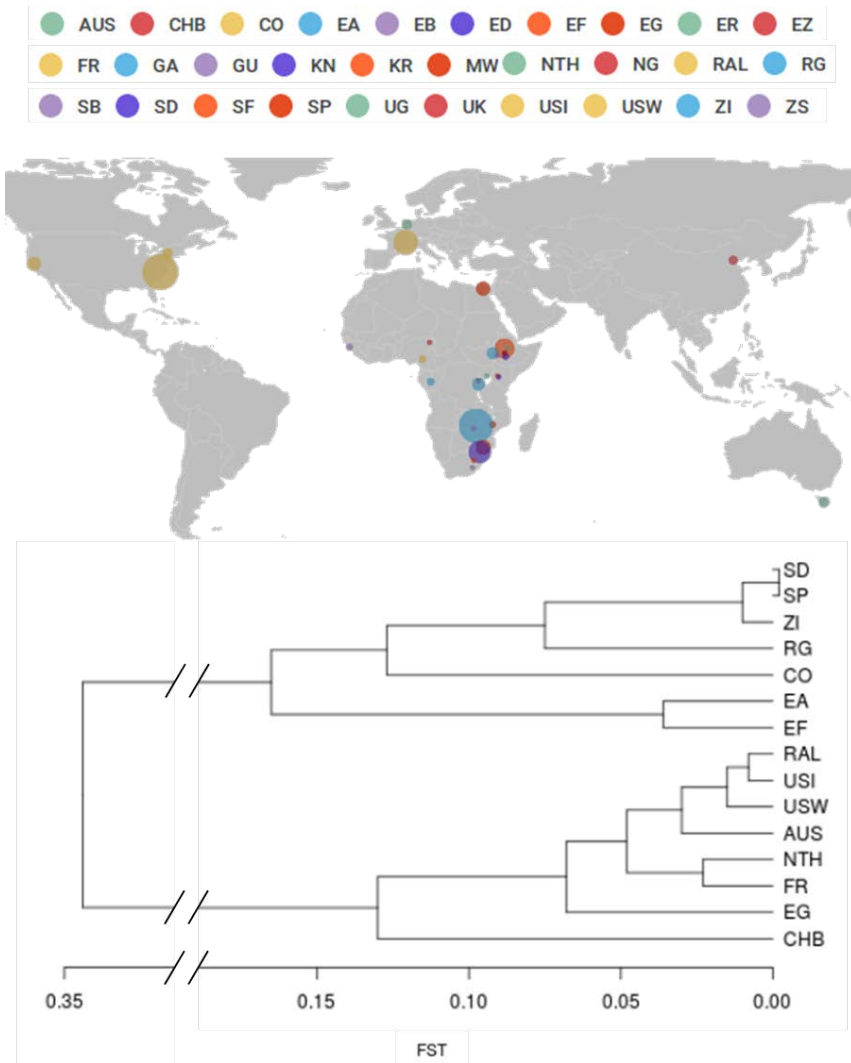 AUS CHB CO EA EB ED EF EG ER EZ
FR GA GU KN KR MW NTH NG RAL RG
SB SD SF SP UG UK USI USW ZI ZS
SD
SP
ZI
RG
CO
EA
EF
RAL
USI
USW
AUS
NTH
FR
EG
CHB
0.35 0.15 0.10 0.05 0.00
FST